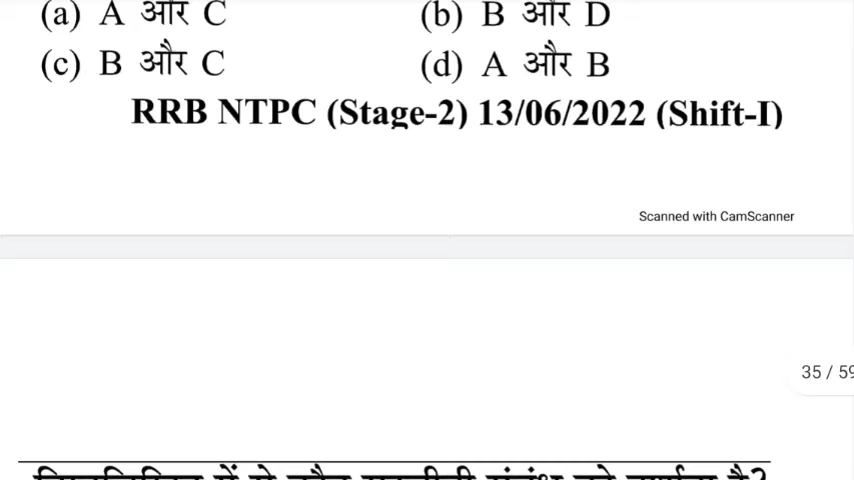 (a) A और C (b) B और D
(c) B और C (d) A और B
RRB NTPC (Stage-2) 13/06/2022 (Shift-I)
Scanned with CamScanner
35 / 59
में से कौन को है?